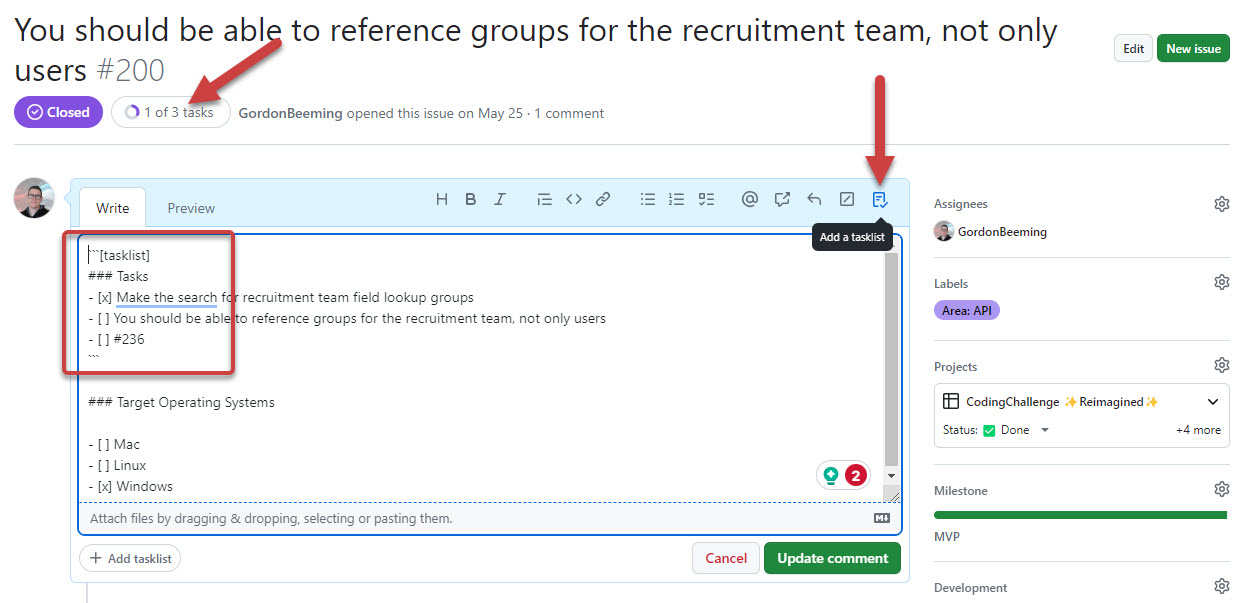 You should be able to reference groups for the recruitment team, not only
users #200
Edit
New issue
Closed
1 of 3 tasks
GordonBeeming opened this issue on May 25 · 1 comment
Write
Preview
H B I
Add a tasklist
```[tasklist]
### Tasks
- [x] Make the search for recruitment team field lookup groups
- [ ] You should be able to reference groups for the recruitment team, not only users
- [ ] #236
```
### Target Operating Systems
- [ ] Mac
- [ ] Linux
- [x] Windows
2
Attach files by dragging & dropping, selecting or pasting them.
+ Add tasklist
Cancel
Update comment
Assignees
GordonBeeming
Labels
Area: API
Projects
CodingChallenge ✨Reimagined✨
Status: ✅ Done
+4 more
Milestone
MVP
Development